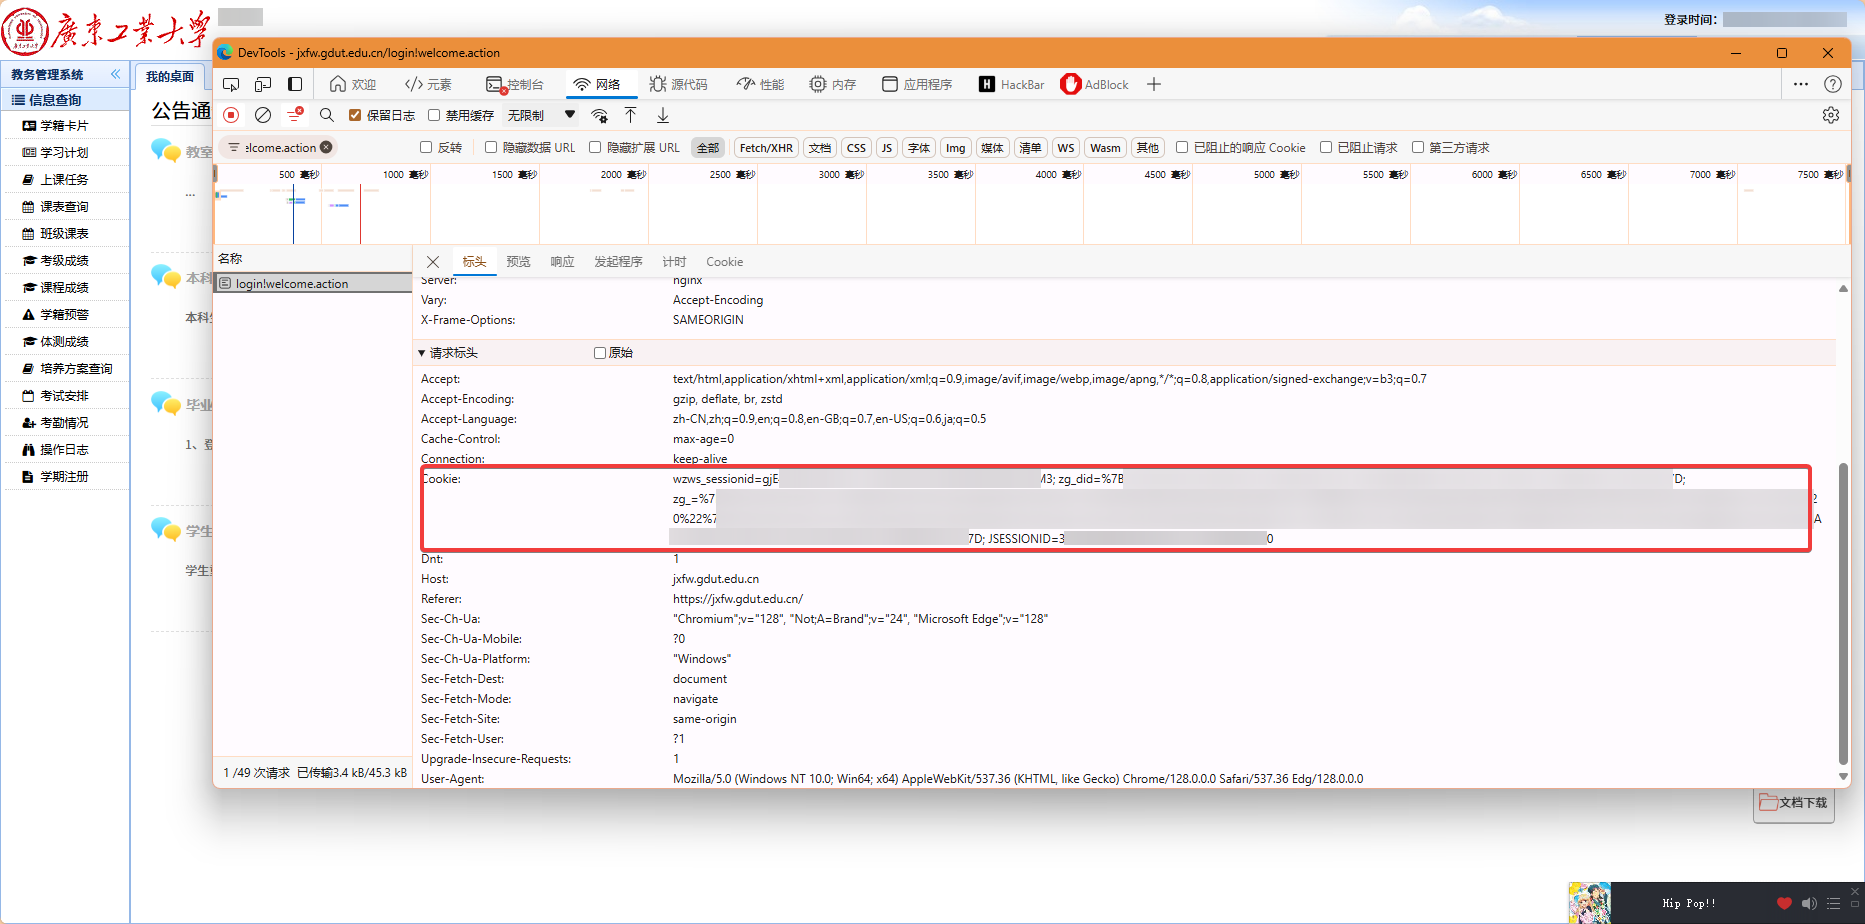 廣東工業大學
登录时间：
DevTools - jxfw.gdut.edu.cn/login!welcome.action
教务管理系统
我的桌面
信息查询
学籍卡片
学习计划
上课任务
课表查询
班级课表
考级成绩
课程成绩
学籍预警
体测成绩
培养方案查询
考试安排
考勤情况
操作日志
学期注册
公告通
教室
...
本科
本科生
毕业
1、登
学生
学生
欢迎
元素
控制台
网络
源代码
性能
内存
应用程序
HackBar
AdBlock
保留日志
禁用缓存
无限制
elcome.action
反转
隐藏数据 URL
隐藏扩展 URL
全部
Fetch/XHR
文档
CSS
JS
字体
Img
媒体
清单
WS
Wasm
其他
已阻止的响应 Cookie
已阻止请求
第三方请求
500 毫秒
1000 毫秒
1500 毫秒
2000 毫秒
2500 毫秒
3000 毫秒
3500 毫秒
4000 毫秒
4500 毫秒
5000 毫秒
5500 毫秒
6000 毫秒
6500 毫秒
7000 毫秒
7500 毫秒
名称
login!welcome.action
标头
预览
响应
发起程序
计时
Cookie
Server: nginx
Vary: Accept-Encoding
X-Frame-Options: SAMEORIGIN
请求标头
原始
Accept: text/html,application/xhtml+xml,application/xml;q=0.9,image/avif,image/webp,image/apng,*/*;q=0.8,application/signed-exchange;v=b3;q=0.7
Accept-Encoding: gzip, deflate, br, zstd
Accept-Language: zh-CN,zh;q=0.9,en;q=0.8,en-GB;q=0.7,en-US;q=0.6,ja;q=0.5
Cache-Control: max-age=0
Connection: keep-alive
Cookie: wzws_sessionid=gjE M3; zg_did=%7B 7D;
zg_=%7 2
0%22%7 A
7D; JSESSIONID=3 0
Dnt: 1
Host: jxfw.gdut.edu.cn
Referer: https://jxfw.gdut.edu.cn/
Sec-Ch-Ua: "Chromium";v="128", "Not;A=Brand";v="24", "Microsoft Edge";v="128"
Sec-Ch-Ua-Mobile: ?0
Sec-Ch-Ua-Platform: "Windows"
Sec-Fetch-Dest: document
Sec-Fetch-Mode: navigate
Sec-Fetch-Site: same-origin
Sec-Fetch-User: ?1
Upgrade-Insecure-Requests: 1
User-Agent: Mozilla/5.0 (Windows NT 10.0; Win64; x64) AppleWebKit/537.36 (KHTML, like Gecko) Chrome/128.0.0.0 Safari/537.36 Edg/128.0.0.0
1 /49 次请求 已传输3.4 kB/45.3 kB
文档下载
Hip Pop!!